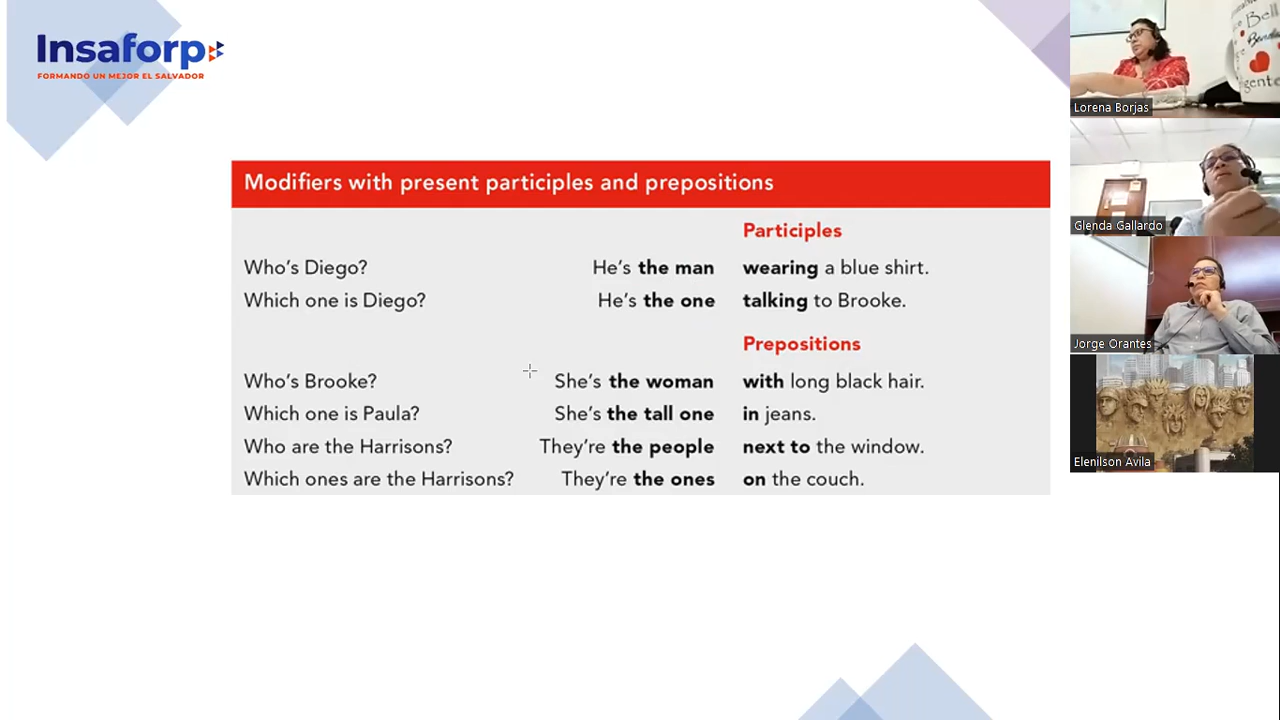 Insaforp
FORMANDO UN MEJOR EL SALVADOR
Modifiers with present participles and prepositions
Participles
Who's Diego? He's the man wearing a blue shirt.
Which one is Diego? He's the one talking to Brooke.
Prepositions
Who's Brooke? She's the woman with long black hair.
Which one is Paula? She's the tall one in jeans.
Who are the Harrisons? They're the people next to the window.
Which ones are the Harrisons? They're the ones on the couch.
Lorena Borjas
Glenda Gallardo
Jorge Orantes
Elenilson Avila